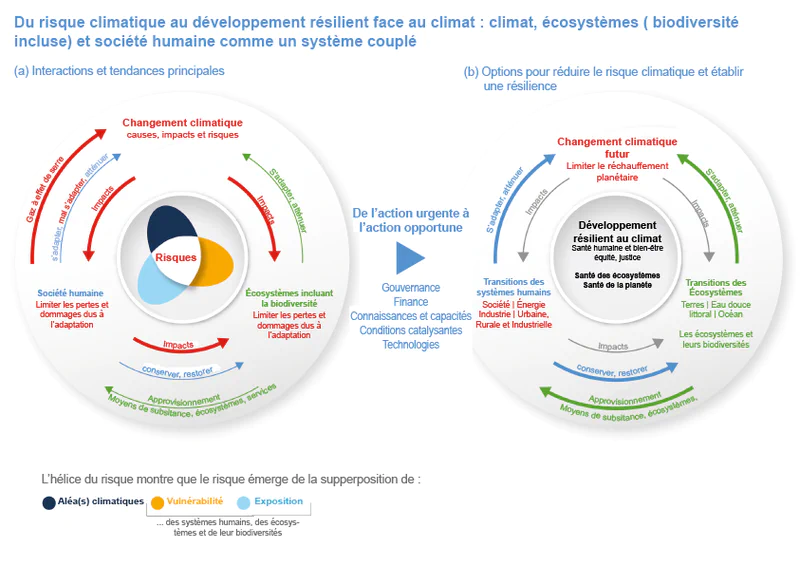 Du risque climatique au développement résilient face au climat : climat, écosystèmes ( biodiversité
incluse) et société humaine comme un système couplé
(a) Interactions et tendances principales
Changement climatique
causes, impacts et risques
Gaz à effet de serre
s'adapter, mal s'adapter, atténuer
Impacts
Impacts
S'adapter, atténuer
Risques
Société humaine
Limiter les pertes et
dommages dus à
l'adaptation
Écosystèmes incluant
la biodiversité
Limiter les pertes et
dommages dus à
l'adaptation
Impacts
conserver, restorer
Approvisionnement
Moyens de subsitance, écosystèmes, services
De l'action urgente à
l'action opportune
Gouvernance
Finance
Connaissances et capacités
Conditions catalysantes
Technologies
(b) Options pour réduire le risque climatique et établir
une résilience
Changement climatique
futur
Limiter le réchauffement
planétaire
S'adapter, atténuer
Impacts
Impacts
S'adapter, atténuer
Développement
résilient au climat
Santé humaine et bien-être
équité, justice
Santé des écosystèmes
Santé de la planète
Transitions des
systèmes humains
Société | Énergie
Industrie | Urbaine,
Rurale et Industrielle
Transitions des
Écosystèmes
Terres | Eau douce
littoral | Océan
Les écosystèmes et
leurs biodiversités
Impacts
conserver, restorer
Approvisionnement
Moyens de subsitance, écosystèmes,
L'hélice du risque montre que le risque émerge de la supperposition de :
Aléa(s) climatiques
Vulnérabilité
Exposition
... des systèmes humains, des écosys-
tèmes et de leur biodiversités